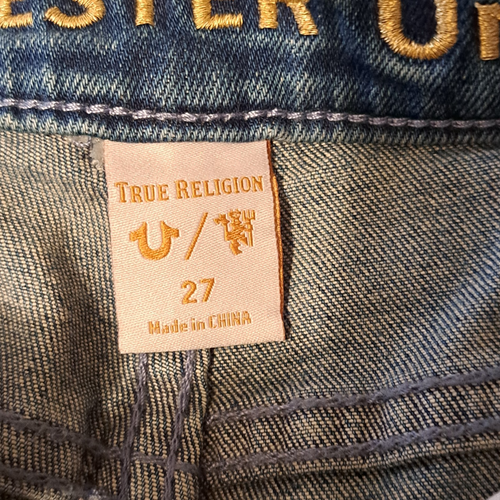 ESTER U
TRUE RELIGION
/
27
Made in CHINA